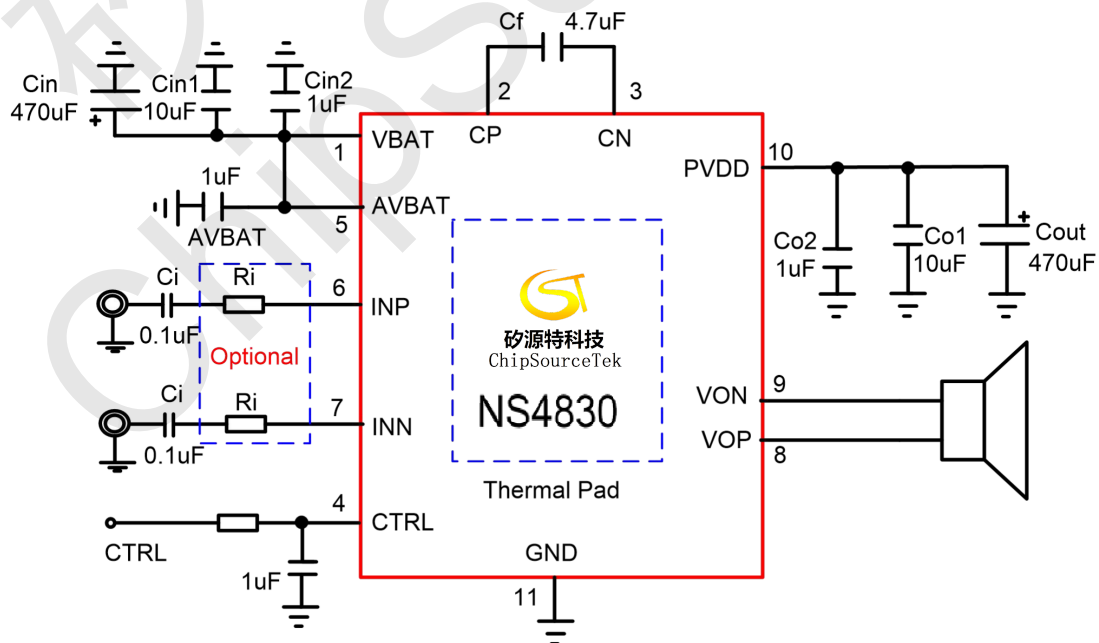 Cf 4.7uF
Cin
470uF
+
Cin1
10uF
Cin2
1uF
2
3
CP
CN
1
VBAT
10
PVDD
1uF
AVBAT
5
AVBAT
Co2
1uF
Co1
10uF
+
Cout
470uF
Ci
0.1uF
Ri
6
INP
Optional
矽源特科技
ChipSourceTek
NS4830
Ci
0.1uF
Ri
7
INN
VON
9
VOP
8
Thermal Pad
4
CTRL
CTRL
1uF
GND
11
ChipS